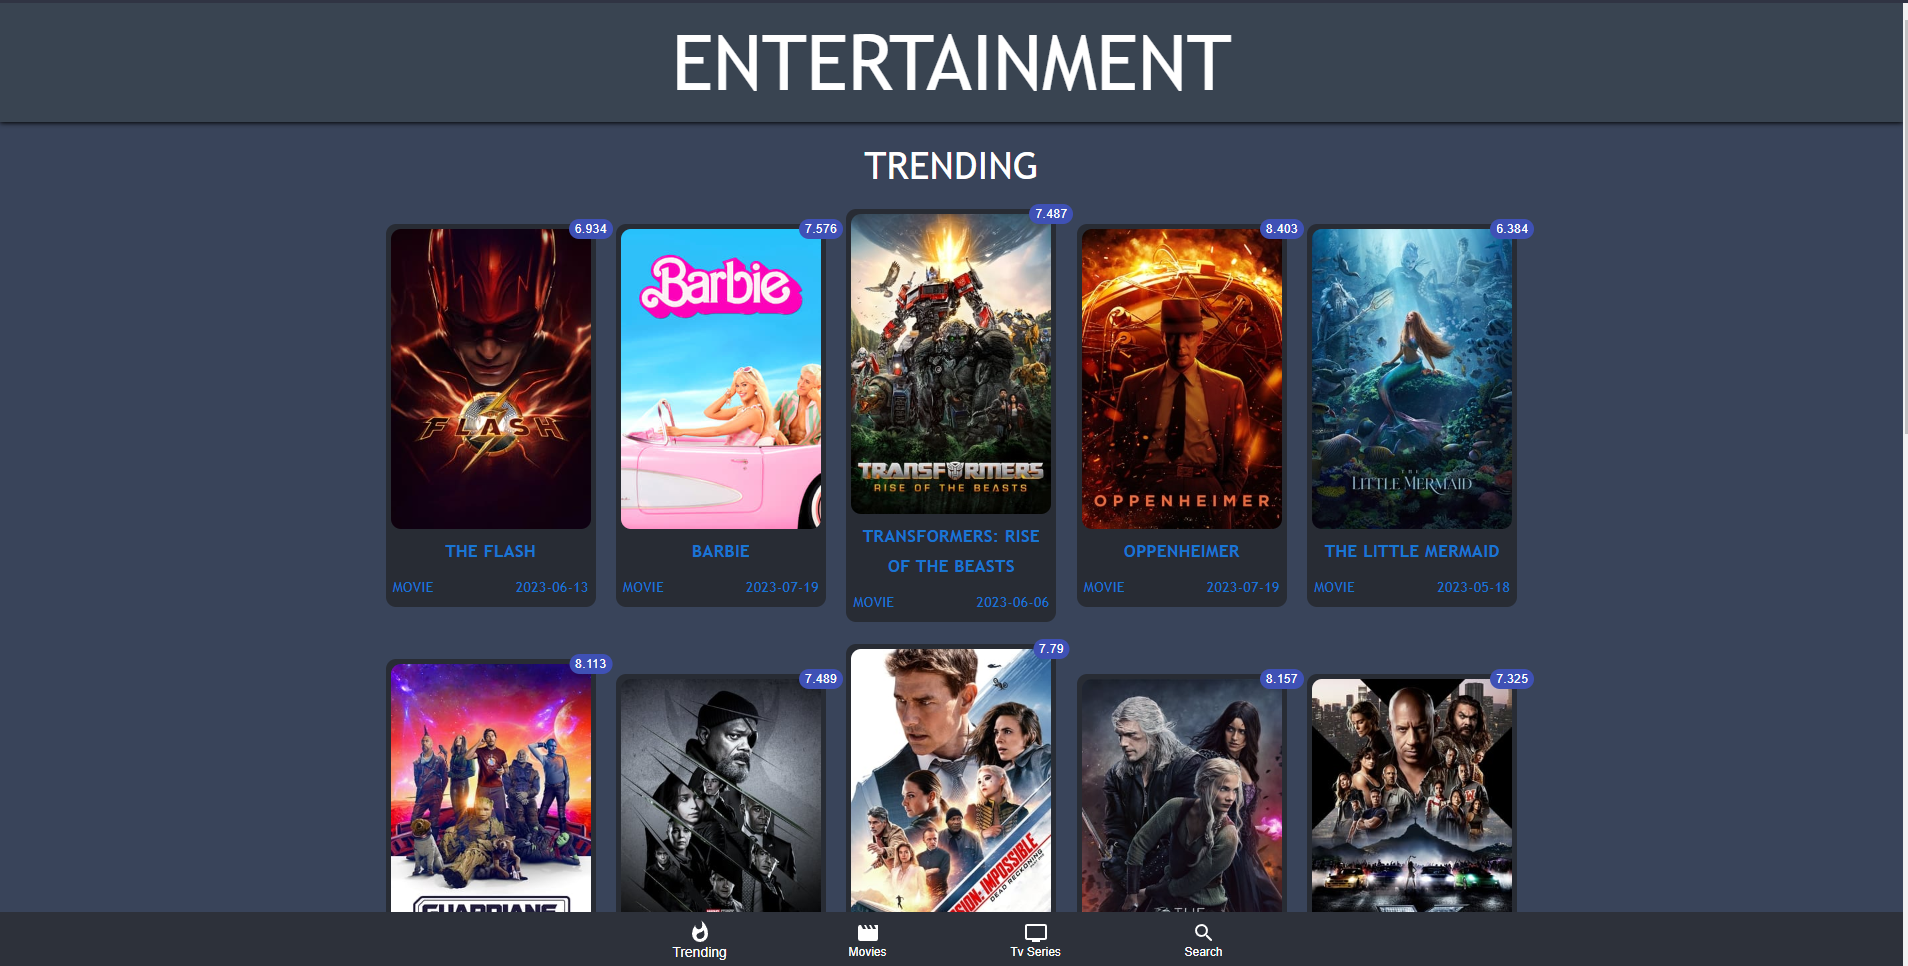 ENTERTAINMENT
TRENDING
6.934
7.576
7.487
8.403
6.384
FLASH
Barbie
TRANSFORMERS
RISE OF THE BEASTS
OPPENHEIMER
THE
LITTLE MERMAID
THE FLASH
MOVIE 2023-06-13
BARBIE
MOVIE 2023-07-19
TRANSFORMERS: RISE
OF THE BEASTS
MOVIE 2023-06-06
OPPENHEIMER
MOVIE 2023-07-19
THE LITTLE MERMAID
MOVIE 2023-05-18
8.113
7.489
7.79
8.157
7.325
GUARDIANS
SION: IMPOSSIBLE
DEAD RECKONING
THE
Trending
Movies
Tv Series
Search